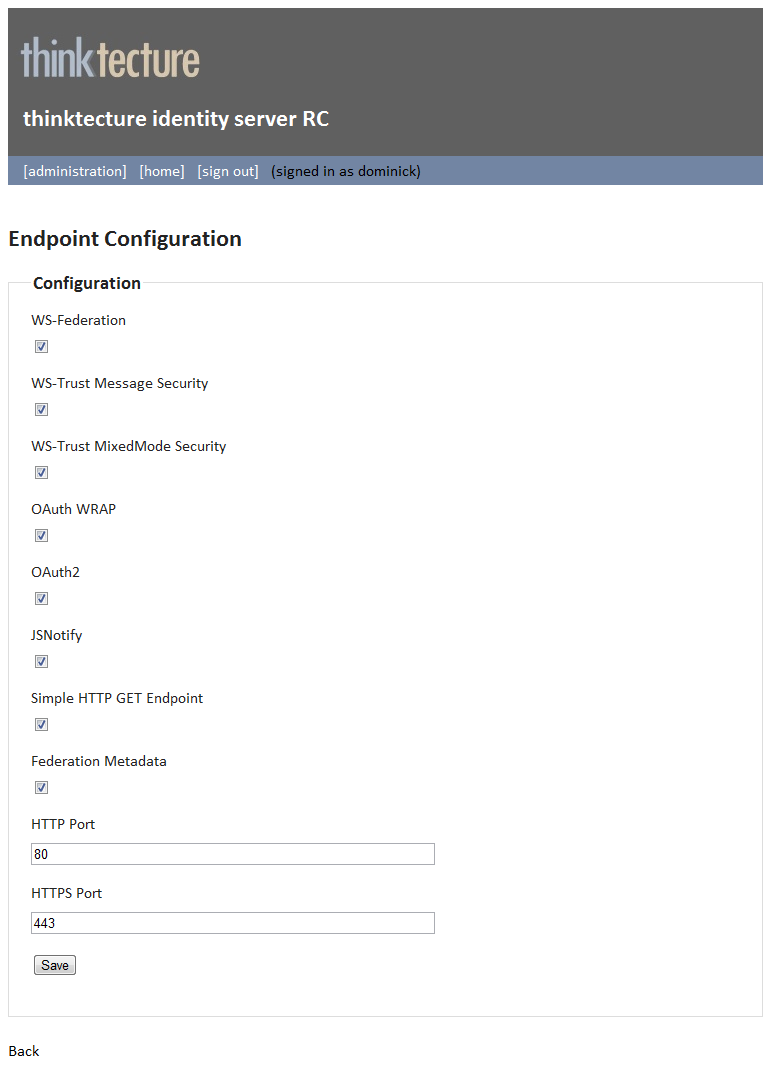 thinktecture
thinktecture identity server RC
[administration] [home] [sign out] (signed in as dominick)
Endpoint Configuration
Configuration
WS-Federation
WS-Trust Message Security
WS-Trust MixedMode Security
OAuth WRAP
OAuth2
JSNotify
Simple HTTP GET Endpoint
Federation Metadata
HTTP Port
80
HTTPS Port
443
Save
Back